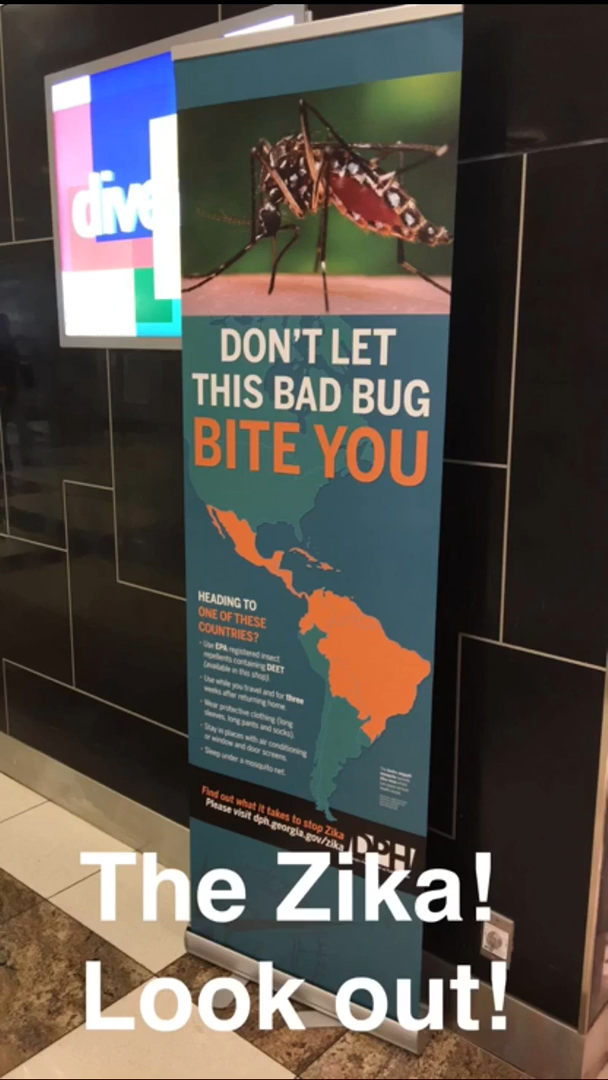 dive
DON'T LET
THIS BAD BUG
BITE YOU
HEADING TO
ONE OF THESE
COUNTRIES?
• Use EPA registered insect
repellents containing DEET
(available in this shop).
• Use while you travel and for three
weeks after returning home.
• Wear protective clothing (long
sleeves, long pants and socks).
• Stay in places with air conditioning
or window and door screens.
• Sleep under a mosquito net.
Find out what it takes to stop Zika
Please visit dph.georgia.gov/zika
DPH
The Zika!
Look out!